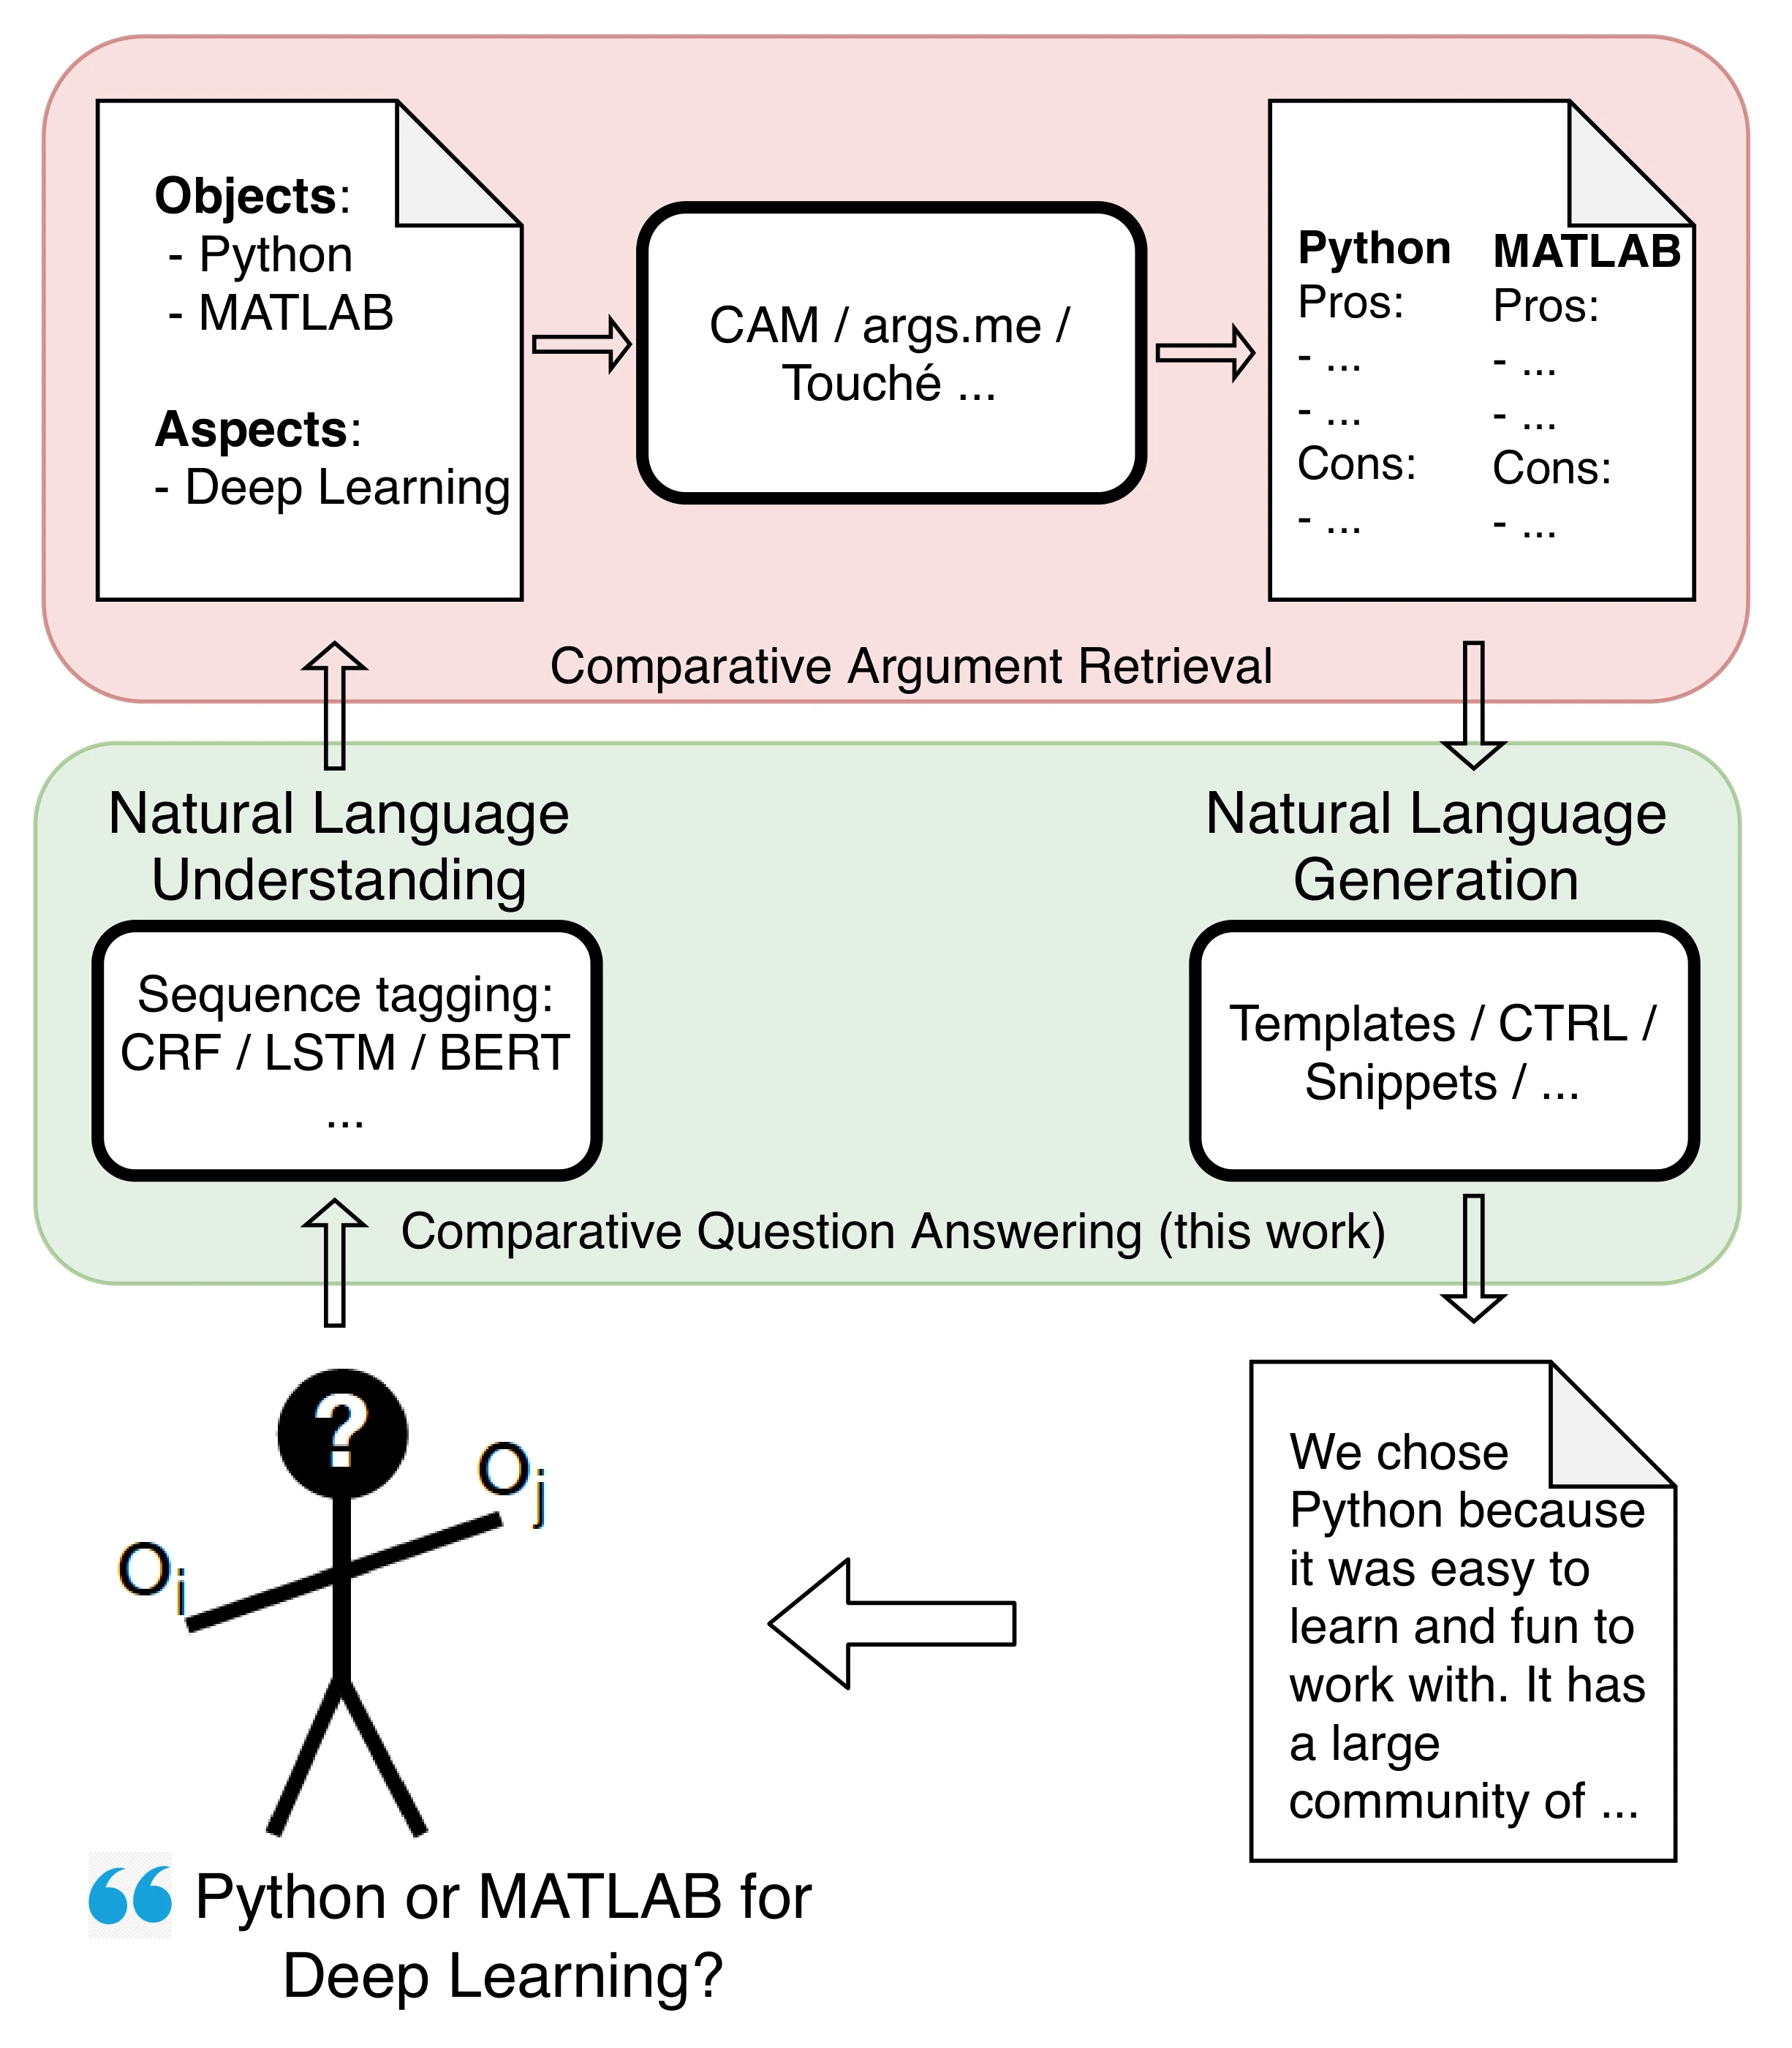 Objects:
- Python
- MATLAB
Aspects:
- Deep Learning
CAM / args.me /
Touché ...
Python
Pros:
- ...
- ...
Cons:
- ...
MATLAB
Pros:
- ...
- ...
Cons:
- ...
Comparative Argument Retrieval
Natural Language
Understanding
Sequence tagging:
CRF / LSTM / BERT
...
Natural Language
Generation
Templates / CTRL /
Snippets / ...
Comparative Question Answering (this work)
?
Oi
Oj
“ Python or MATLAB for
Deep Learning?
We chose
Python because
it was easy to
learn and fun to
work with. It has
a large
community of ...